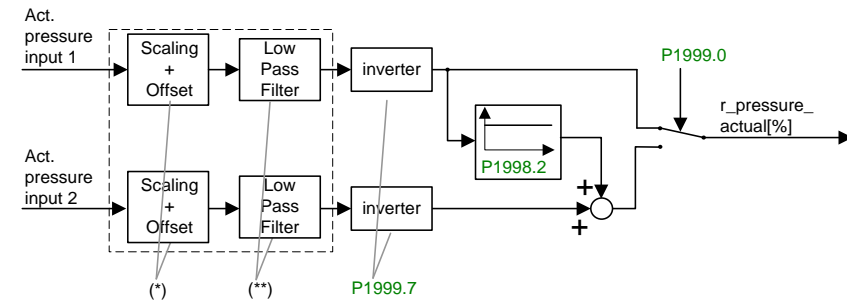 Act.
pressure
input 1
Scaling
+
Offset
Low
Pass
Filter
inverter
P1999.0
r_pressure_
actual[%]
P1998.2
Act.
pressure
input 2
Scaling
+
Offset
Low
Pass
Filter
inverter
+
+
(*)
(**)
P1999.7